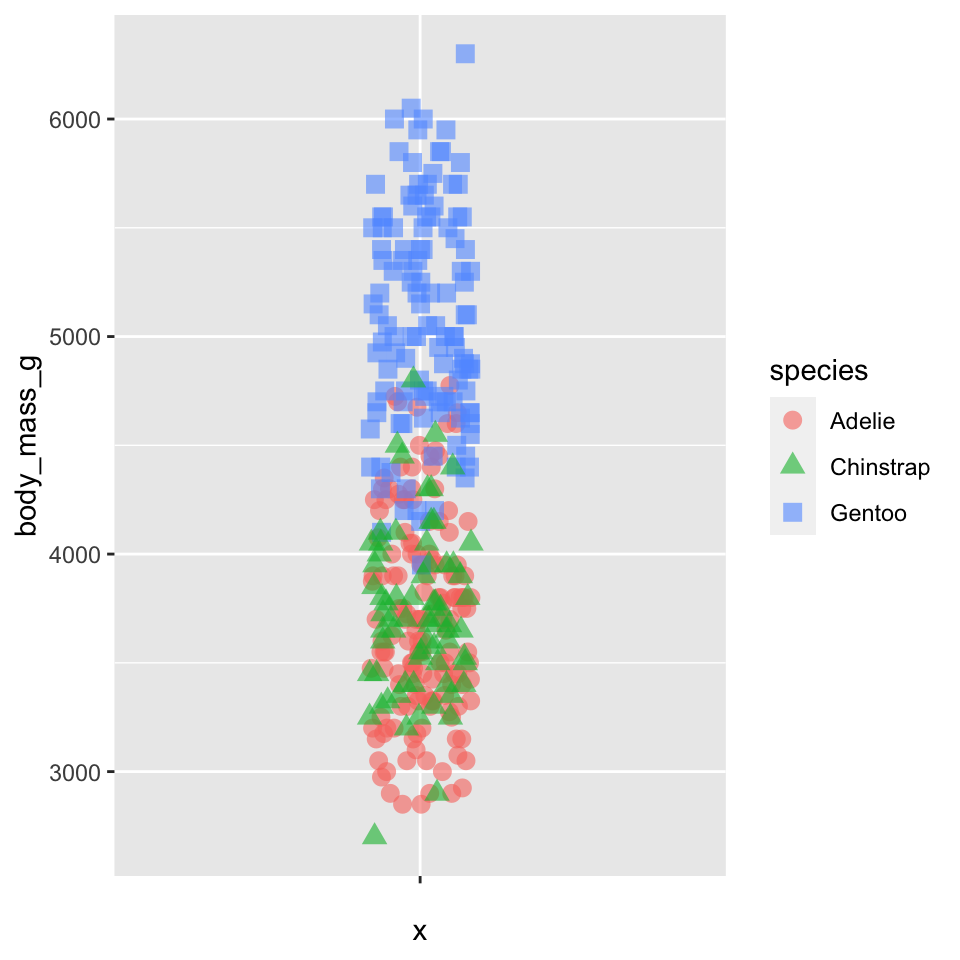 body_mass_g
6000
5000
4000
3000
x
species
Adelie
Chinstrap
Gentoo